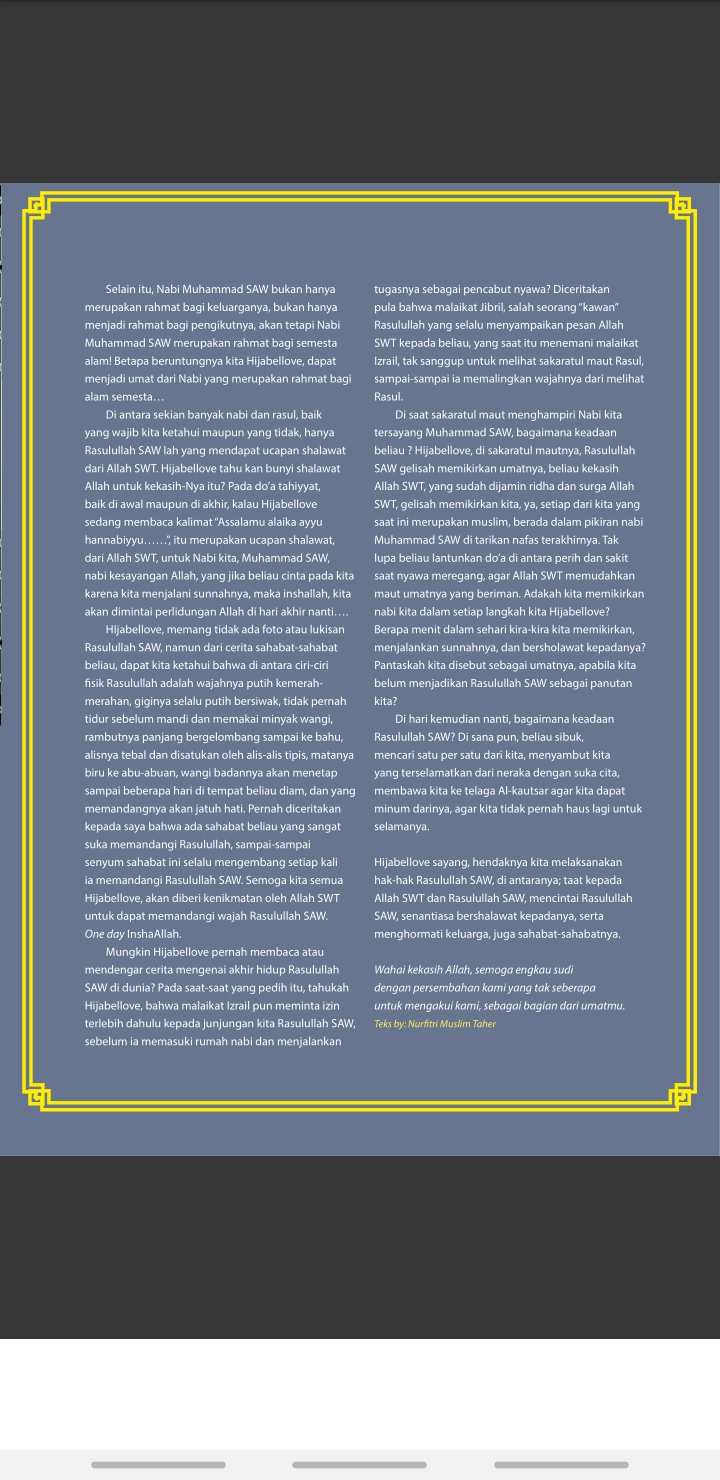 Selain itu, Nabi Muhammad SAW bukan hanya
merupakan rahmat bagi keluarganya, bukan hanya
menjadi rahmat bagi pengikutnya, akan tetapi Nabi
Muhammad SAW merupakan rahmat bagi semesta
alam! Betapa beruntungnya kita Hijabellove, dapat
menjadi umat dari Nabi yang merupakan rahmat bagi
alam semesta…
Di antara sekian banyak nabi dan rasul, baik
yang wajib kita ketahui maupun yang tidak, hanya
Rasulullah SAW lah yang mendapat ucapan shalawat
dari Allah SWT. Hijabellove tahu kan bunyi shalawat
Allah untuk kekasih-Nya itu? Pada do’a tahiyyat,
baik di awal maupun di akhir, kalau Hijabellove
sedang membaca kalimat “Assalamu alaika ayyu
hannabiyyu……”, itu merupakan ucapan shalawat,
dari Allah SWT, untuk Nabi kita, Muhammad SAW,
nabi kesayangan Allah, yang jika beliau cinta pada kita
karena kita menjalani sunnahnya, maka inshallah, kita
akan dimintai perlidungan Allah di hari akhir nanti….
HIjabellove, memang tidak ada foto atau lukisan
Rasulullah SAW, namun dari cerita sahabat-sahabat
beliau, dapat kita ketahui bahwa di antara ciri-ciri
fisik Rasulullah adalah wajahnya putih kemerah-
merahan, giginya selalu putih bersiwak, tidak pernah
tidur sebelum mandi dan memakai minyak wangi,
rambutnya panjang bergelombang sampai ke bahu,
alisnya tebal dan disatukan oleh alis-alis tipis, matanya
biru ke abu-abuan, wangi badannya akan menetap
sampai beberapa hari di tempat beliau diam, dan yang
memandangnya akan jatuh hati. Pernah diceritakan
kepada saya bahwa ada sahabat beliau yang sangat
suka memandangi Rasulullah, sampai-sampai
senyum sahabat ini selalu mengembang setiap kali
ia memandangi Rasulullah SAW. Semoga kita semua
Hijabellove, akan diberi kenikmatan oleh Allah SWT
untuk dapat memandangi wajah Rasulullah SAW.
One day InshaAllah.
Mungkin Hijabellove pernah membaca atau
mendengar cerita mengenai akhir hidup Rasulullah
SAW di dunia? Pada saat-saat yang pedih itu, tahukah
Hijabellove, bahwa malaikat Izrail pun meminta izin
terlebih dahulu kepada junjungan kita Rasulullah SAW,
sebelum ia memasuki rumah nabi dan menjalankan
tugasnya sebagai pencabut nyawa? Diceritakan
pula bahwa malaikat Jibril, salah seorang “kawan”
Rasulullah yang selalu menyampaikan pesan Allah
SWT kepada beliau, yang saat itu menemani malaikat
Izrail, tak sanggup untuk melihat sakaratul maut Rasul,
sampai-sampai ia memalingkan wajahnya dari melihat
Rasul.
Di saat sakaratul maut menghampiri Nabi kita
tersayang Muhammad SAW, bagaimana keadaan
beliau ? Hijabellove, di sakaratul mautnya, Rasulullah
SAW gelisah memikirkan umatnya, beliau kekasih
Allah SWT, yang sudah dijamin ridha dan surga Allah
SWT, gelisah memikirkan kita, ya, setiap dari kita yang
saat ini merupakan muslim, berada dalam pikiran nabi
Muhammad SAW di tarikan nafas terakhirnya. Tak
lupa beliau lantunkan do’a di antara perih dan sakit
saat nyawa meregang, agar Allah SWT memudahkan
maut umatnya yang beriman. Adakah kita memikirkan
nabi kita dalam setiap langkah kita Hijabellove?
Berapa menit dalam sehari kira-kira kita memikirkan,
menjalankan sunnahnya, dan bersholawat kepadanya?
Pantaskah kita disebut sebagai umatnya, apabila kita
belum menjadikan Rasulullah SAW sebagai panutan
kita?
Di hari kemudian nanti, bagaimana keadaan
Rasulullah SAW? Di sana pun, beliau sibuk,
mencari satu per satu dari kita, menyambut kita
yang terselamatkan dari neraka dengan suka cita,
membawa kita ke telaga Al-kautsar agar kita dapat
minum darinya, agar kita tidak pernah haus lagi untuk
selamanya.
Hijabellove sayang, hendaknya kita melaksanakan
hak-hak Rasulullah SAW, di antaranya; taat kepada
Allah SWT dan Rasulullah SAW, mencintai Rasulullah
SAW, senantiasa bershalawat kepadanya, serta
menghormati keluarga, juga sahabat-sahabatnya.
Wahai kekasih Allah, semoga engkau sudi
dengan persembahan kami yang tak seberapa
untuk mengakui kami, sebagai bagian dari umatmu.
Teks by: Nurfitri Muslim Taher